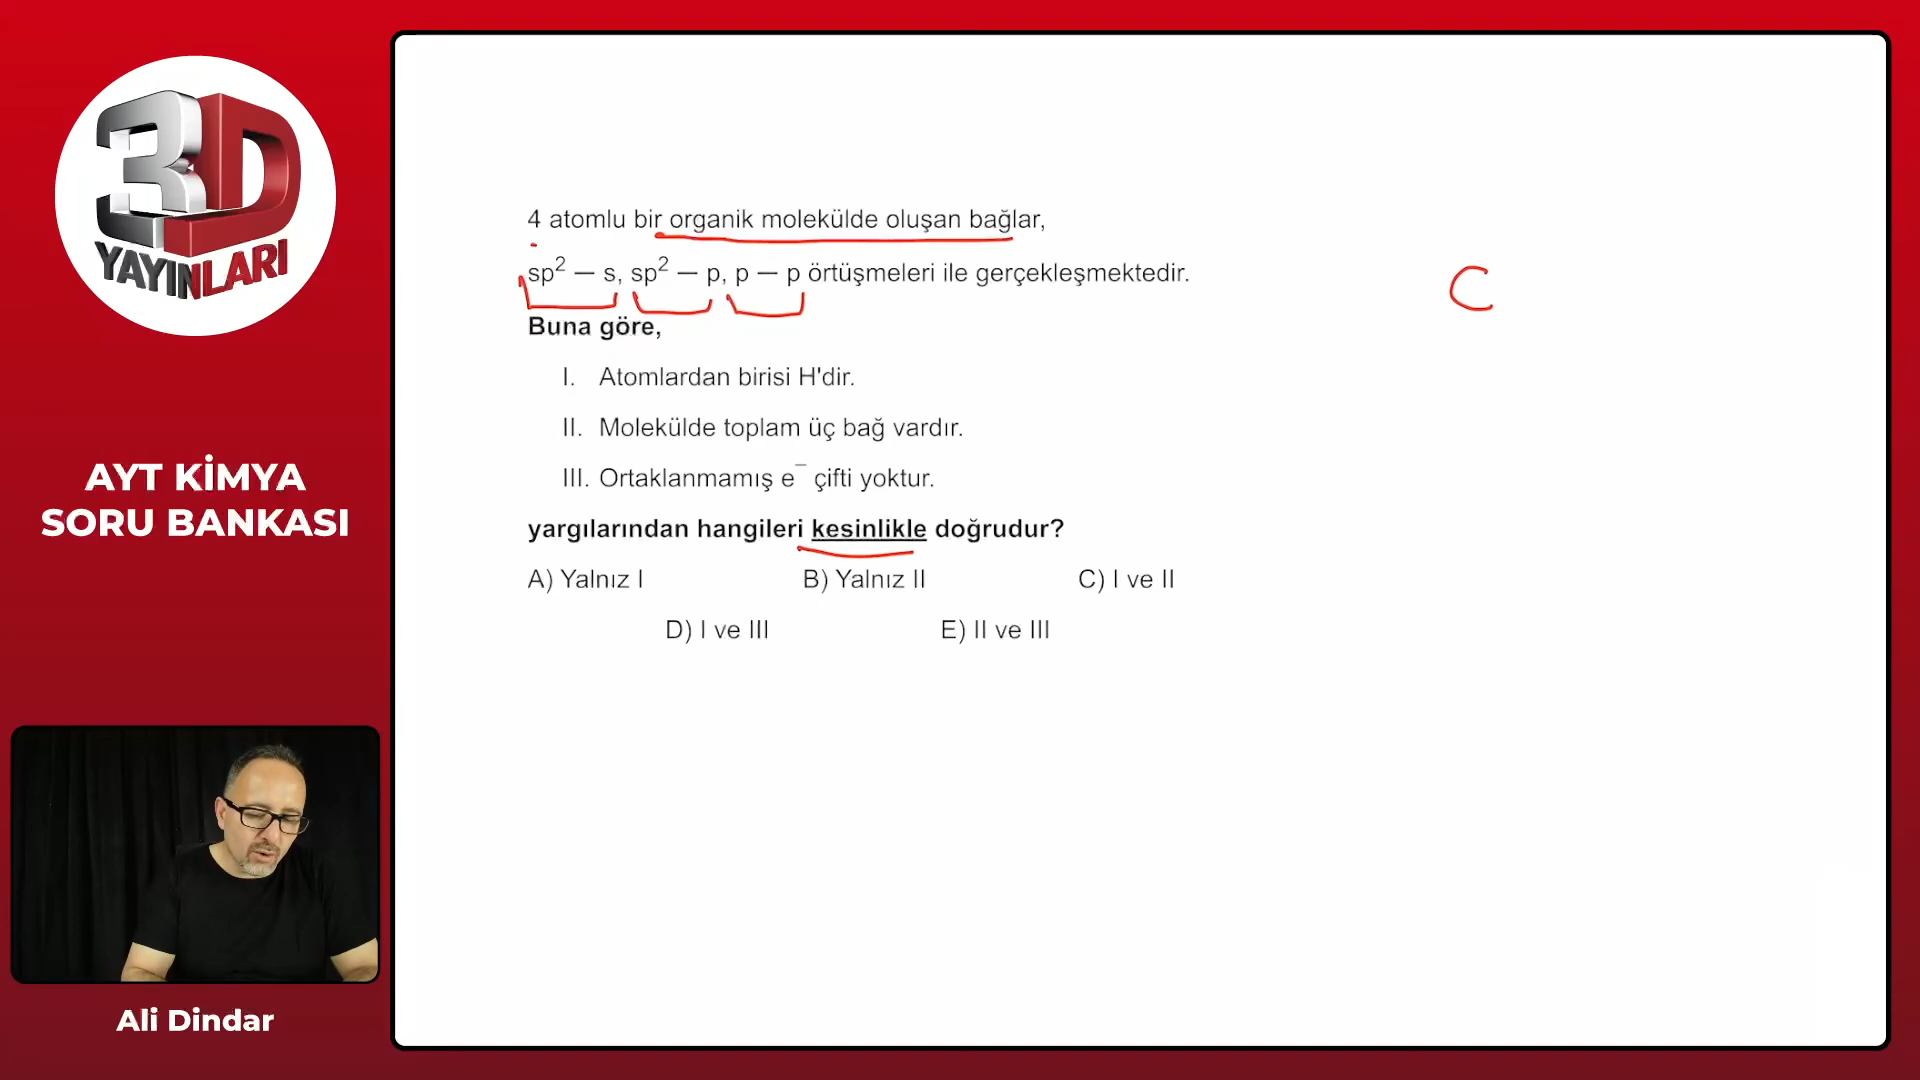 3D
YAYINLARI
AYT KİMYA
SORU BANKASI
Ali Dindar
4 atomlu bir organik molekülde oluşan bağlar,
sp² – s, sp² – p, p – p örtüşmeleri ile gerçekleşmektedir.
Buna göre,
I. Atomlardan birisi H'dir.
II. Molekülde toplam üç bağ vardır.
III. Ortaklanmamış e⁻ çifti yoktur.
yargılarından hangileri kesinlikle doğrudur?
A) Yalnız I B) Yalnız II C) I ve II
D) I ve III E) II ve III
C